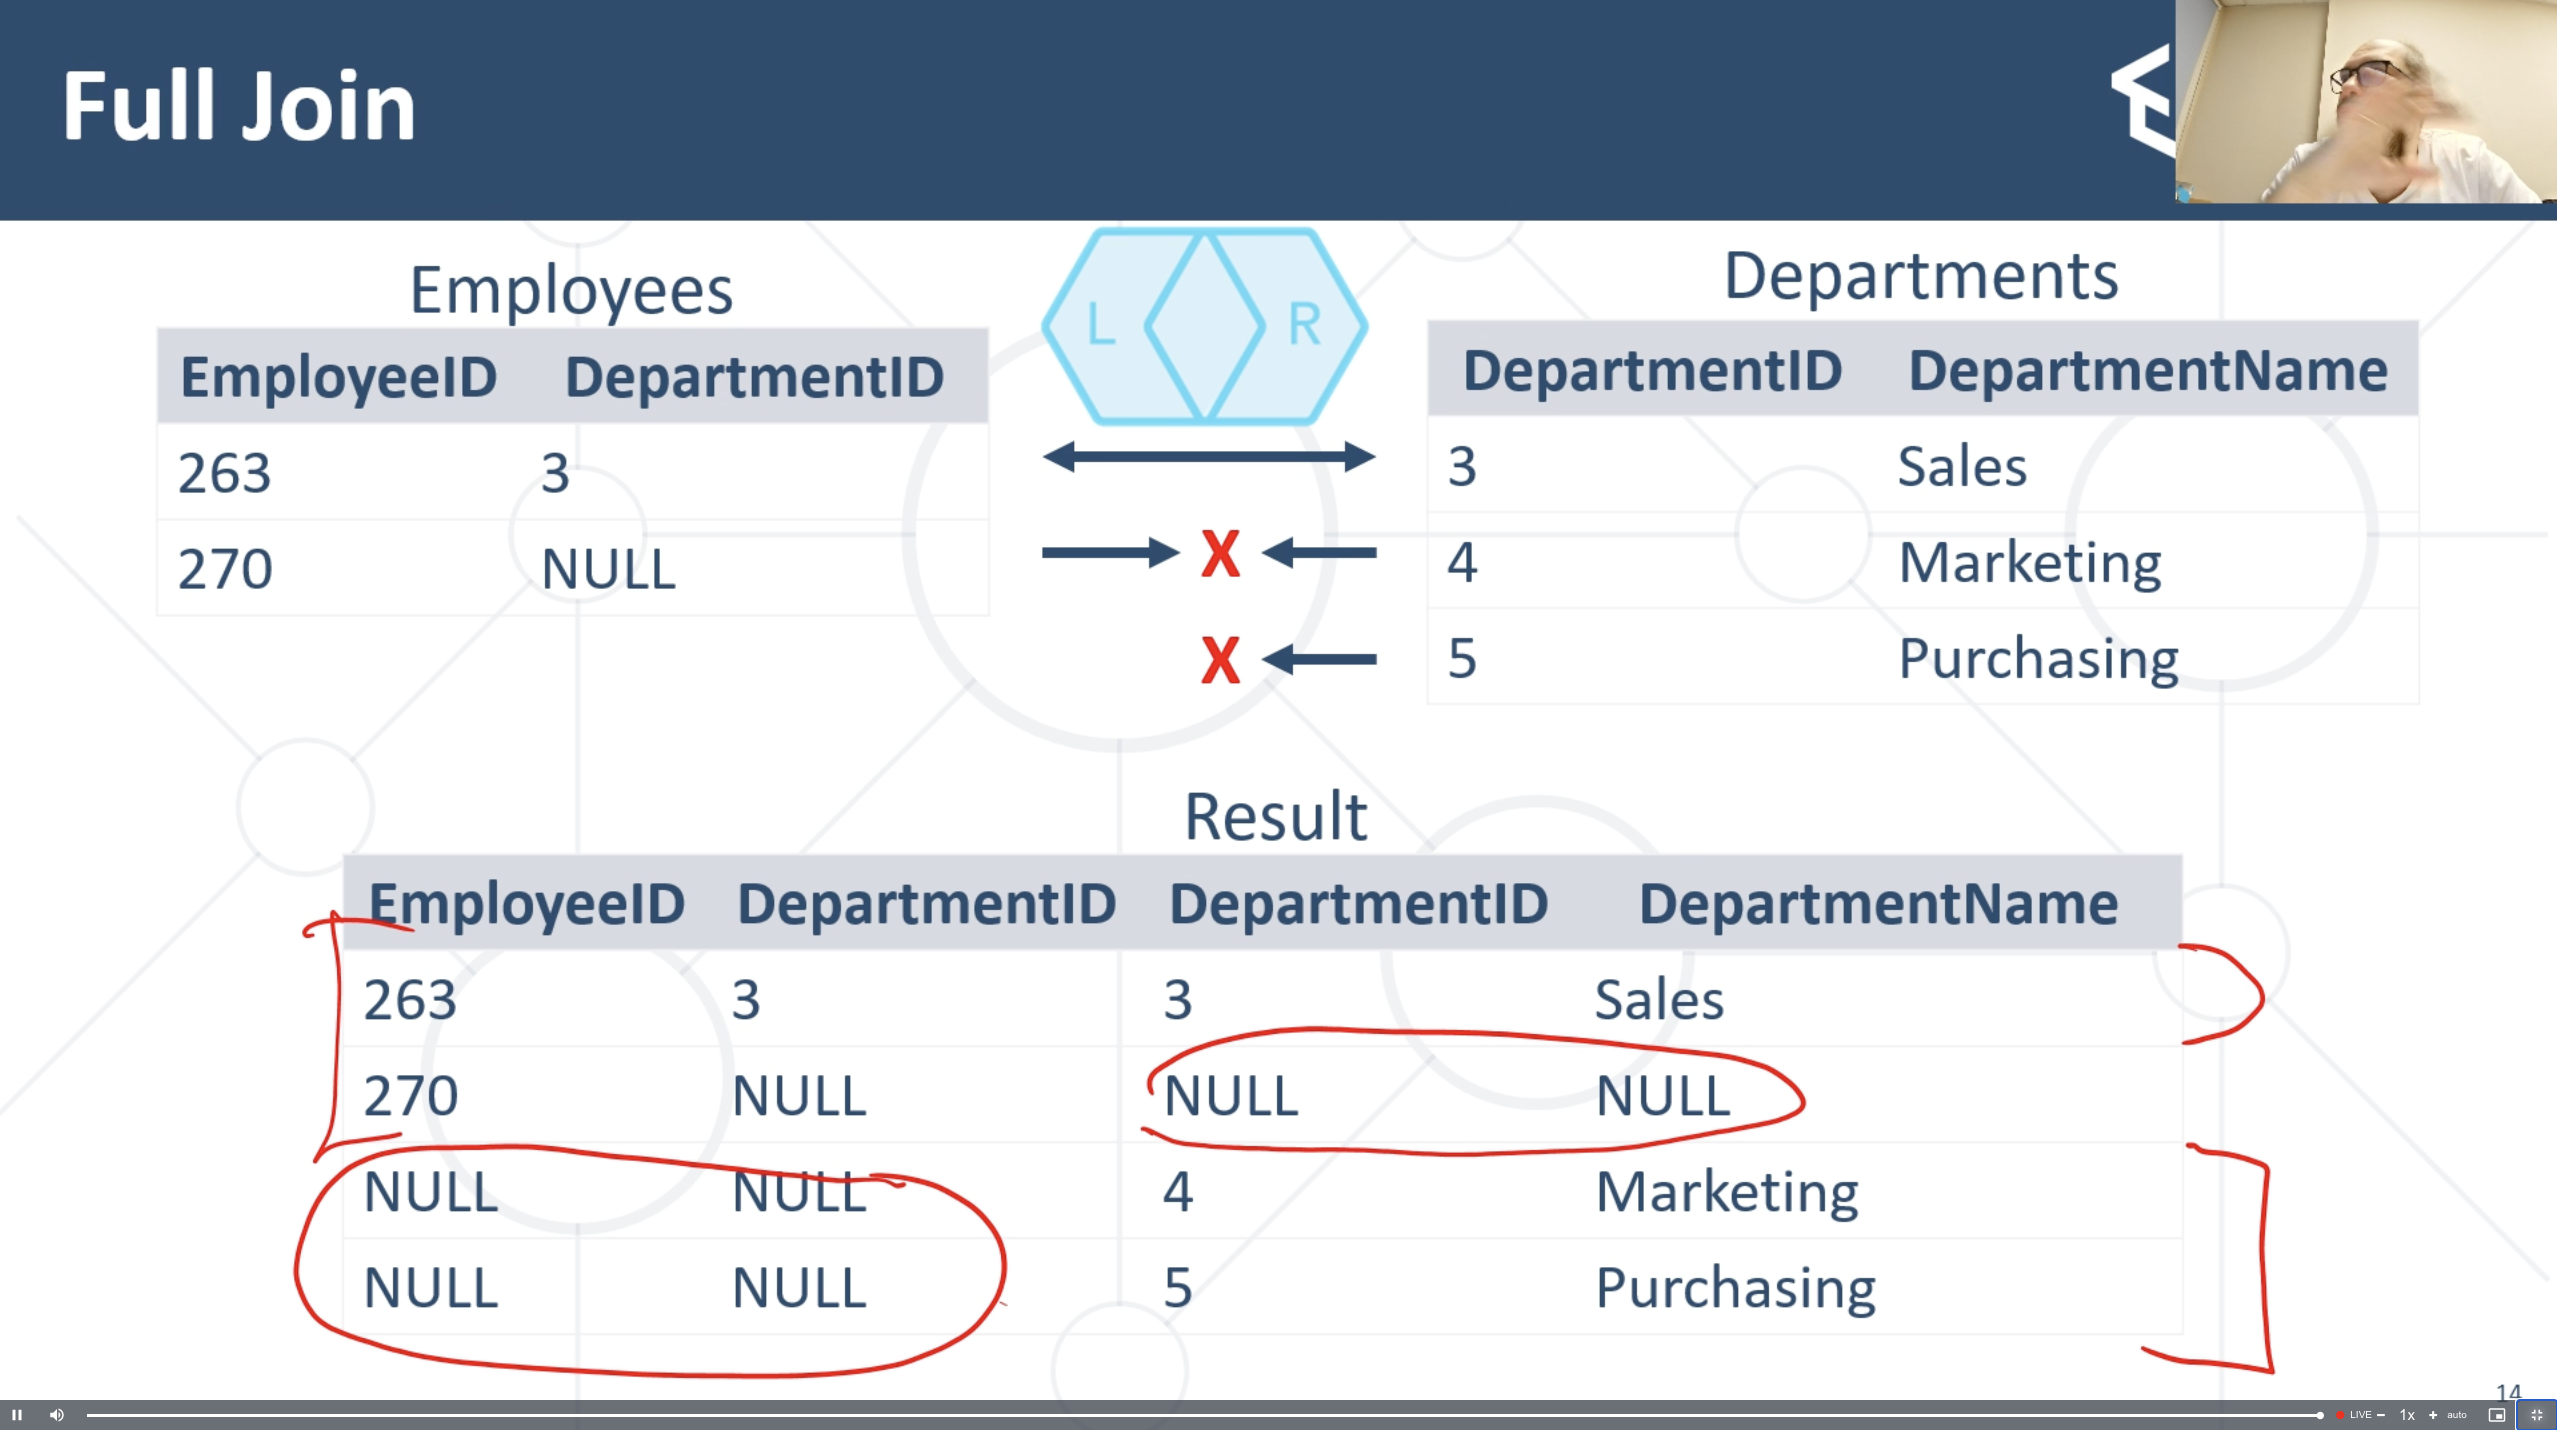 Full Join
Employees
EmployeeID DepartmentID
263 3
270 NULL
L R
X
X
Departments
DepartmentID DepartmentName
3 Sales
4 Marketing
5 Purchasing
Result
EmployeeID DepartmentID DepartmentID DepartmentName
263 3 3 Sales
270 NULL NULL NULL
NULL NULL 4 Marketing
NULL NULL 5 Purchasing
14
LIVE 1x auto